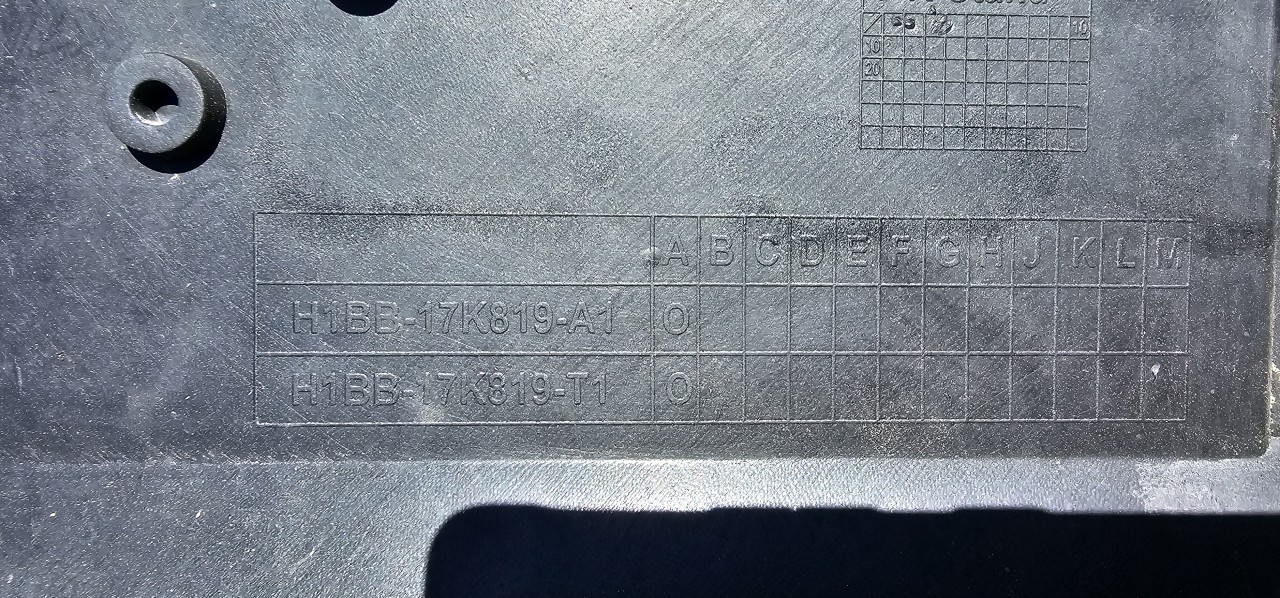 10
10
20
A B C D E F G H J K L M
H1BB-17K819-A1 O
H1BB-17K819-T1 O